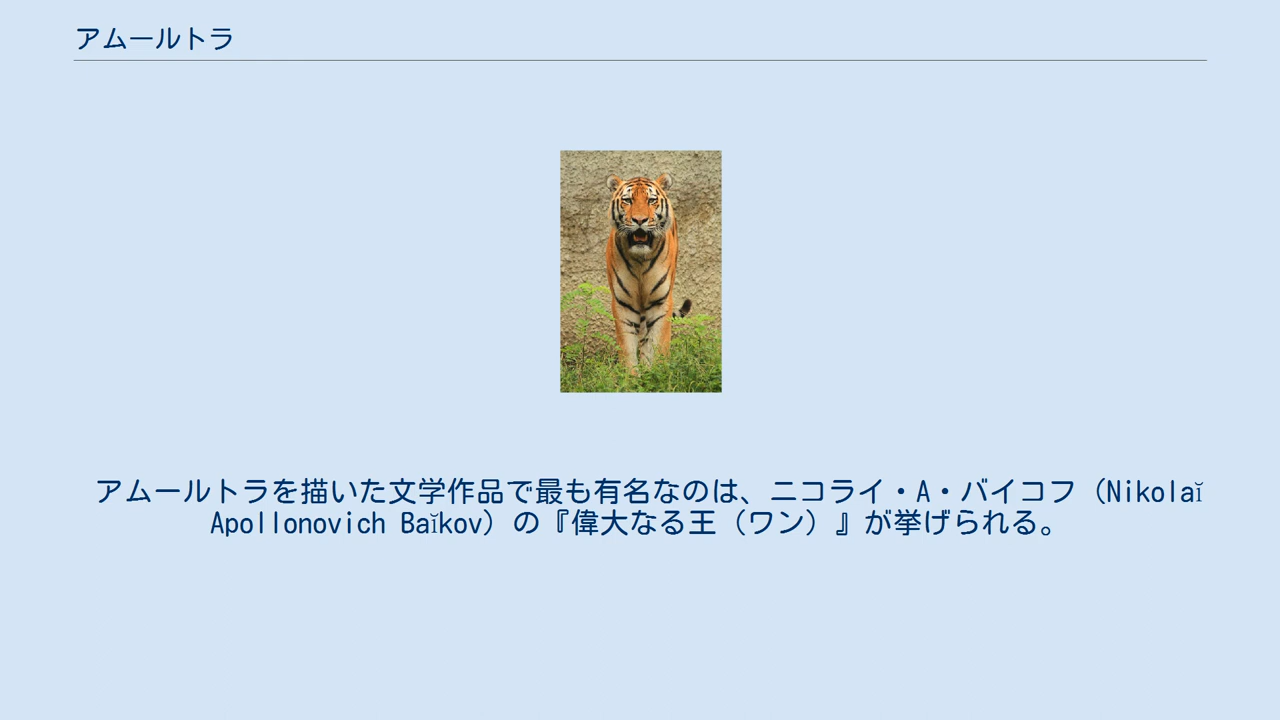 アムールトラ
アムールトラを描いた文学作品で最も有名なのは、ニコライ・A・バイコフ（Nikolaĭ
Apollonovich Baĭkov）の『偉大なる王（ワン）』が挙げられる。